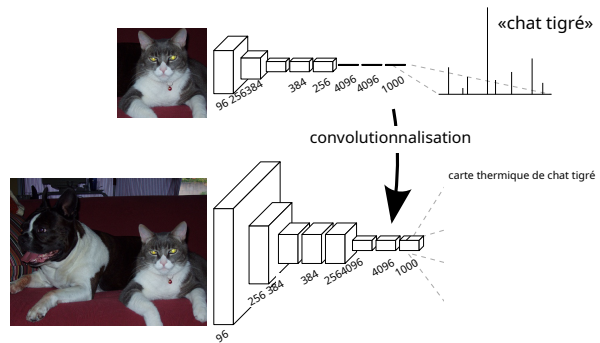 «chat tigré»
96 256 384 384 256 4096 4096 1000
convolutionnalisation
carte thermique de chat tigré
96 256 384 384 256 4096 4096 1000